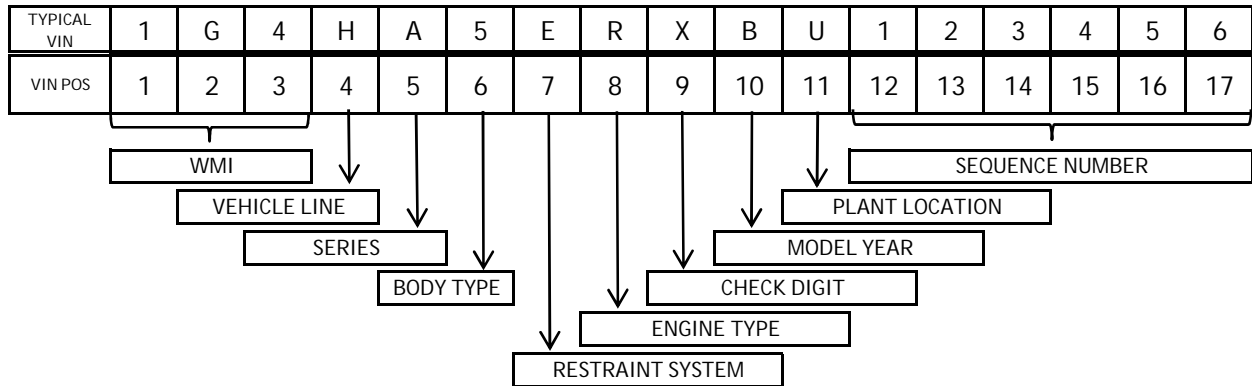 TYPICAL VIN 1 G 4 H A 5 E R X B U 1 2 3 4 5 6
VIN POS 1 2 3 4 5 6 7 8 9 10 11 12 13 14 15 16 17
WMI SEQUENCE NUMBER
VEHICLE LINE PLANT LOCATION
SERIES MODEL YEAR
BODY TYPE CHECK DIGIT
ENGINE TYPE
RESTRAINT SYSTEM